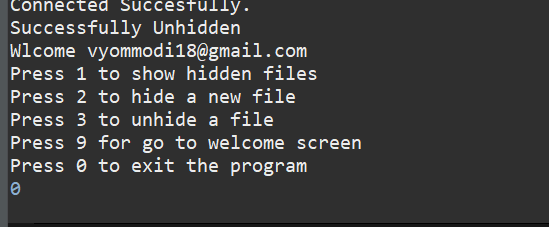 Connected Succesfully.
Successfully Unhidden
Wlcome vyommodi18@gmail.com
Press 1 to show hidden files
Press 2 to hide a new file
Press 3 to unhide a file
Press 9 for go to welcome screen
Press 0 to exit the program
0